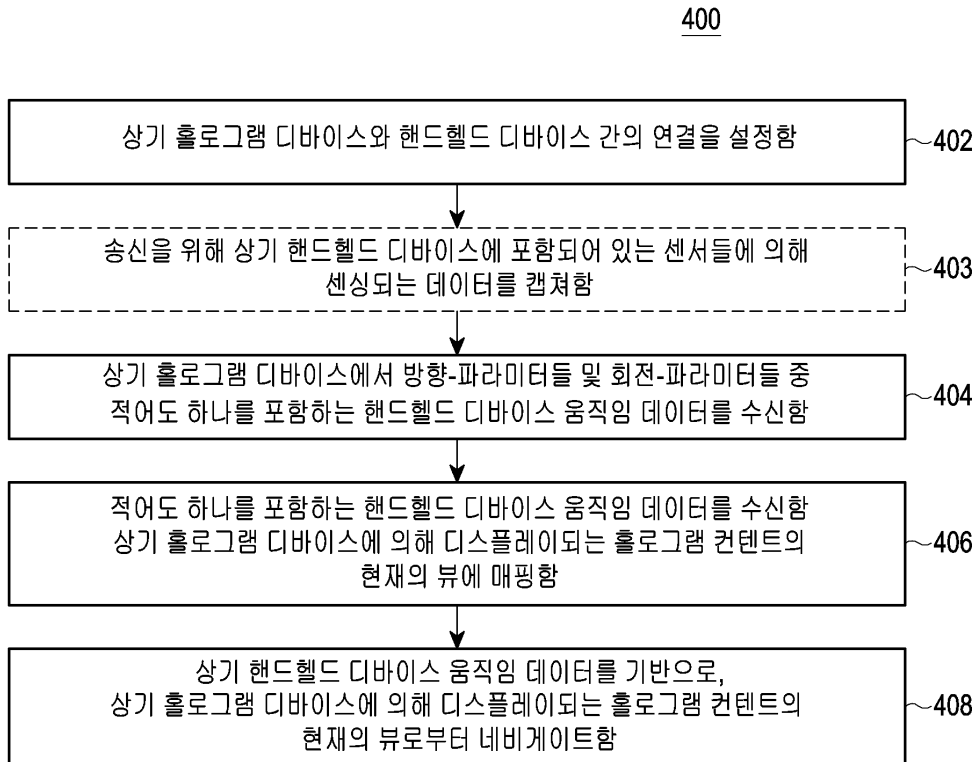 400
상기 홀로그램 디바이스와 핸드헬드 디바이스 간의 연결을 설정함
402
송신을 위해 상기 핸드헬드 디바이스에 포함되어 있는 센서들에 의해
센싱되는 데이터를 캡쳐함
403
상기 홀로그램 디바이스에서 방향-파라미터들 및 회전-파라미터들 중
적어도 하나를 포함하는 핸드헬드 디바이스 움직임 데이터를 수신함
404
적어도 하나를 포함하는 핸드헬드 디바이스 움직임 데이터를 수신함
상기 홀로그램 디바이스에 의해 디스플레이되는 홀로그램 컨텐트의
현재의 뷰에 매핑함
406
상기 핸드헬드 디바이스 움직임 데이터를 기반으로,
상기 홀로그램 디바이스에 의해 디스플레이되는 홀로그램 컨텐트의
현재의 뷰로부터 네비게이트함
408